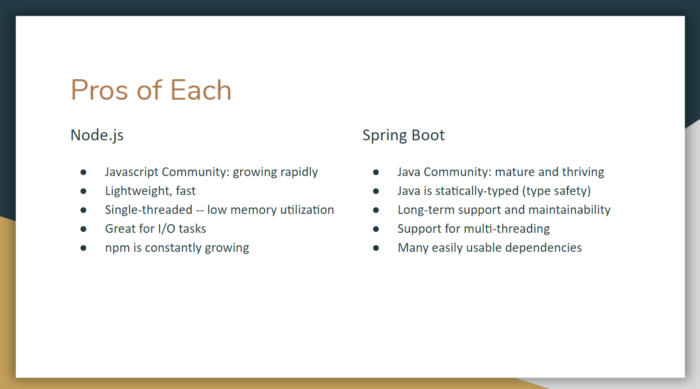 Pros of Each
Node.js
● Javascript Community: growing rapidly
● Lightweight, fast
● Single-threaded -- low memory utilization
● Great for I/O tasks
● npm is constantly growing
Spring Boot
● Java Community: mature and thriving
● Java is statically-typed (type safety)
● Long-term support and maintainability
● Support for multi-threading
● Many easily usable dependencies